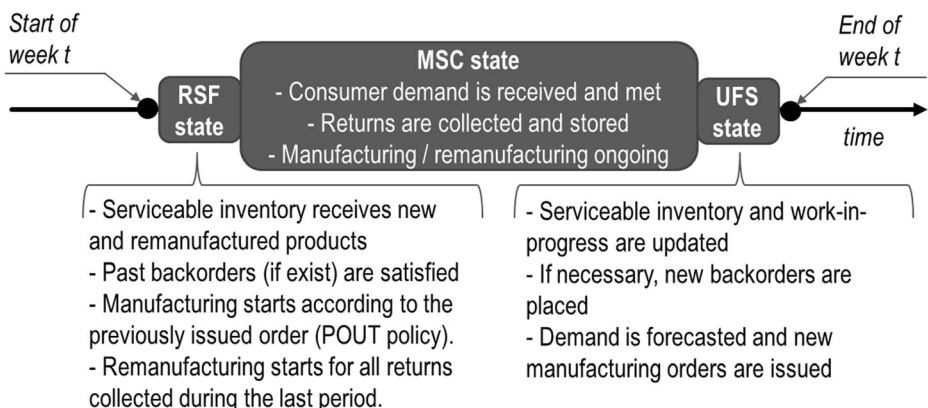 Start of
week t
End of
week t
RSF
state
MSC state
- Consumer demand is received and met
- Returns are collected and stored
- Manufacturing / remanufacturing ongoing
UFS
state
time
- Serviceable inventory receives new
and remanufactured products
- Past backorders (if exist) are satisfied
- Manufacturing starts according to the
previously issued order (POUT policy).
- Remanufacturing starts for all returns
collected during the last period.
- Serviceable inventory and work-in-
progress are updated
- If necessary, new backorders are
placed
- Demand is forecasted and new
manufacturing orders are issued